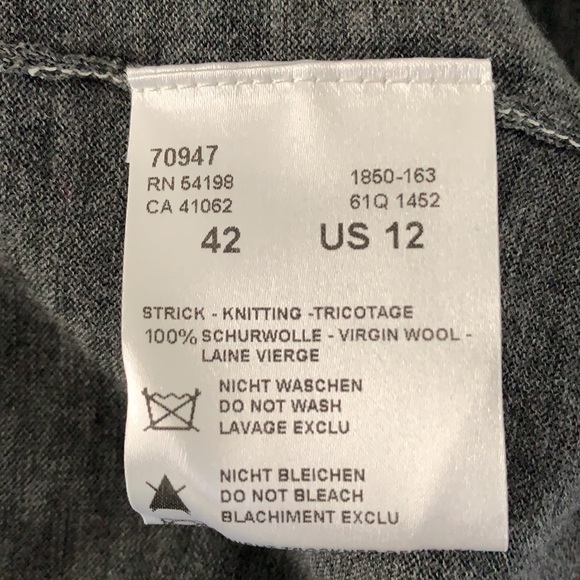 70947
RN 54198 1850-163
CA 41062 61Q 1452
42 US 12
STRICK - KNITTING -TRICOTAGE
100% SCHURWOLLE - VIRGIN WOOL -
LAINE VIERGE
NICHT WASCHEN
DO NOT WASH
LAVAGE EXCLU
NICHT BLEICHEN
DO NOT BLEACH
BLACHIMENT EXCLU